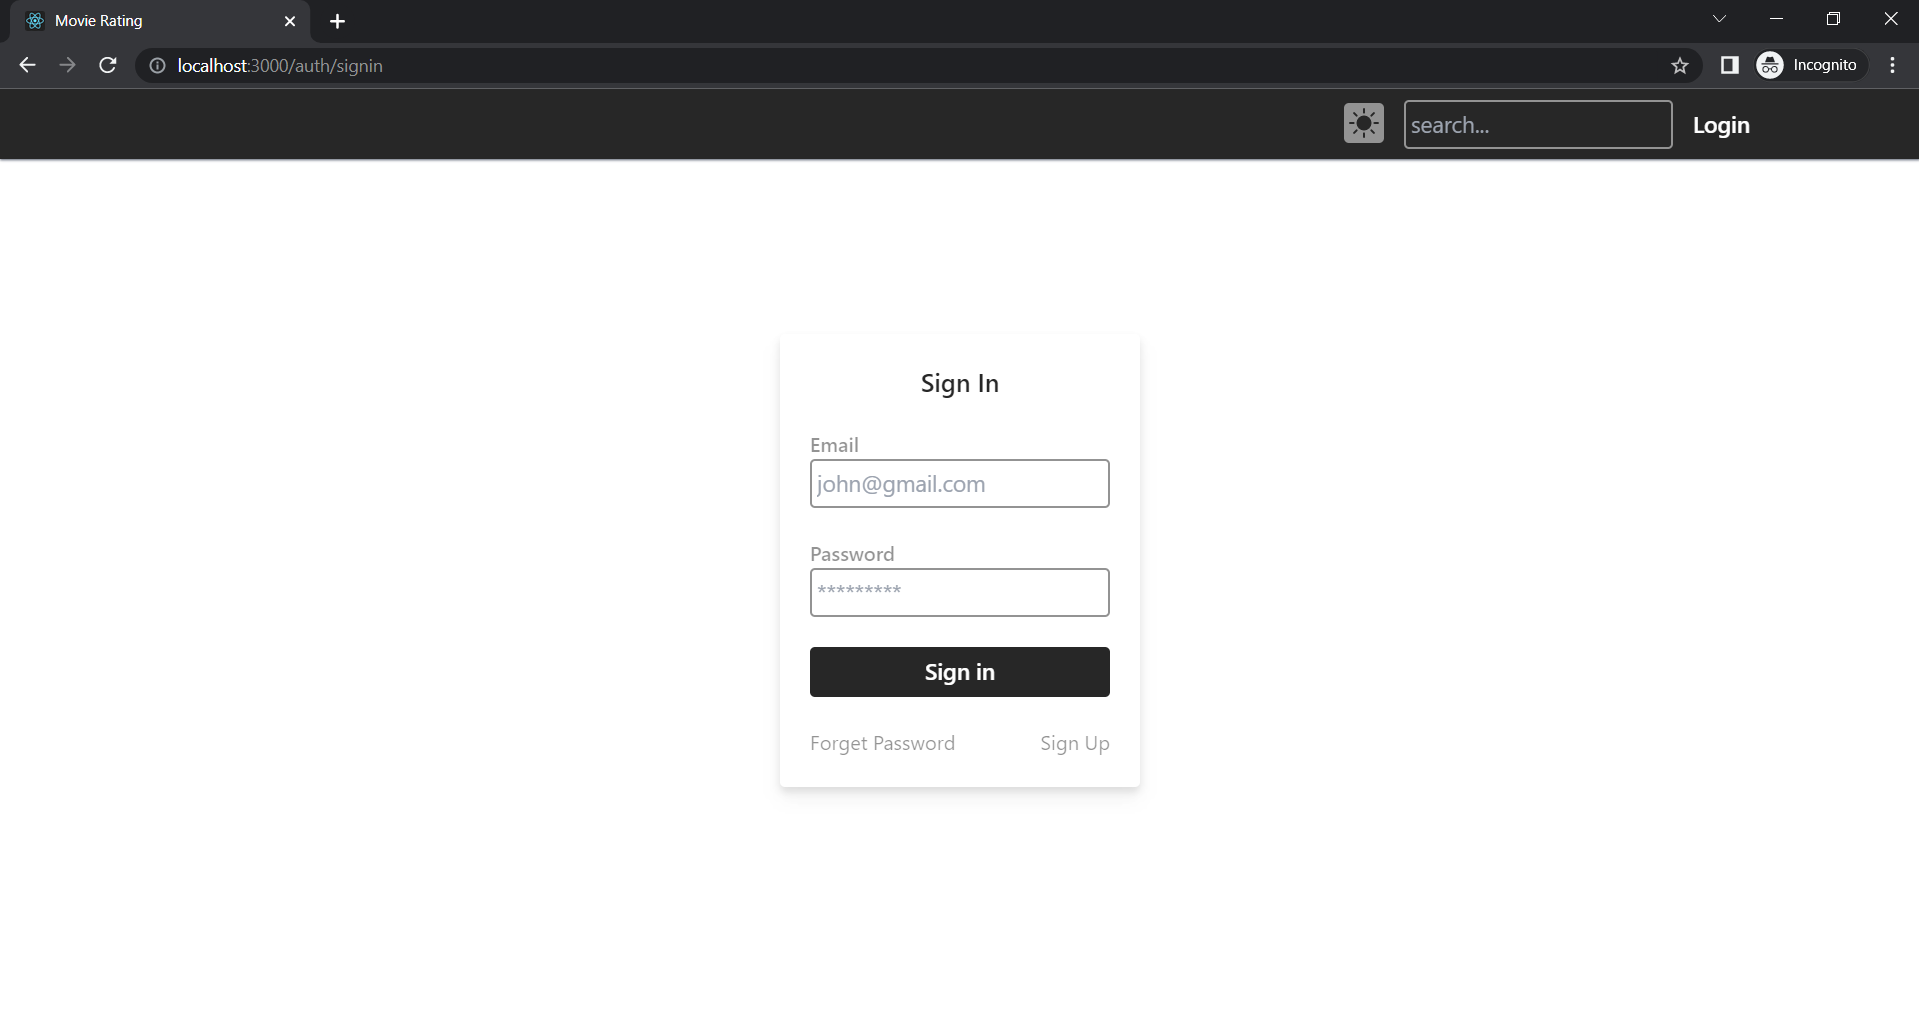 Movie Rating
localhost:3000/auth/signin
Incognito
search...
Login
Sign In
Email
john@gmail.com
Password
*********
Sign in
Forget Password
Sign Up